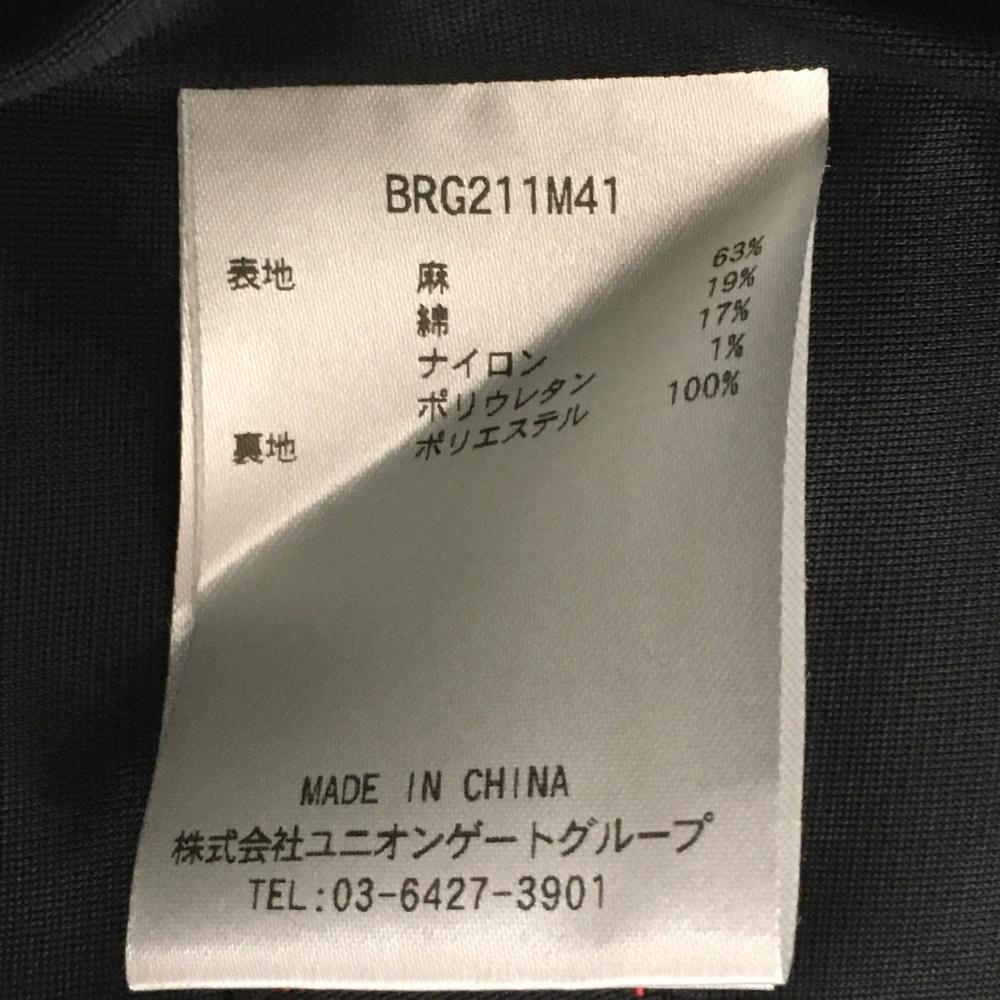 BRG211M41
表地 麻 63%
綿 19%
ナイロン 17%
ポリウレタン 1%
裏地 ポリエステル 100%
MADE IN CHINA
株式会社ユニオンゲートグループ
TEL:03-6427-3901